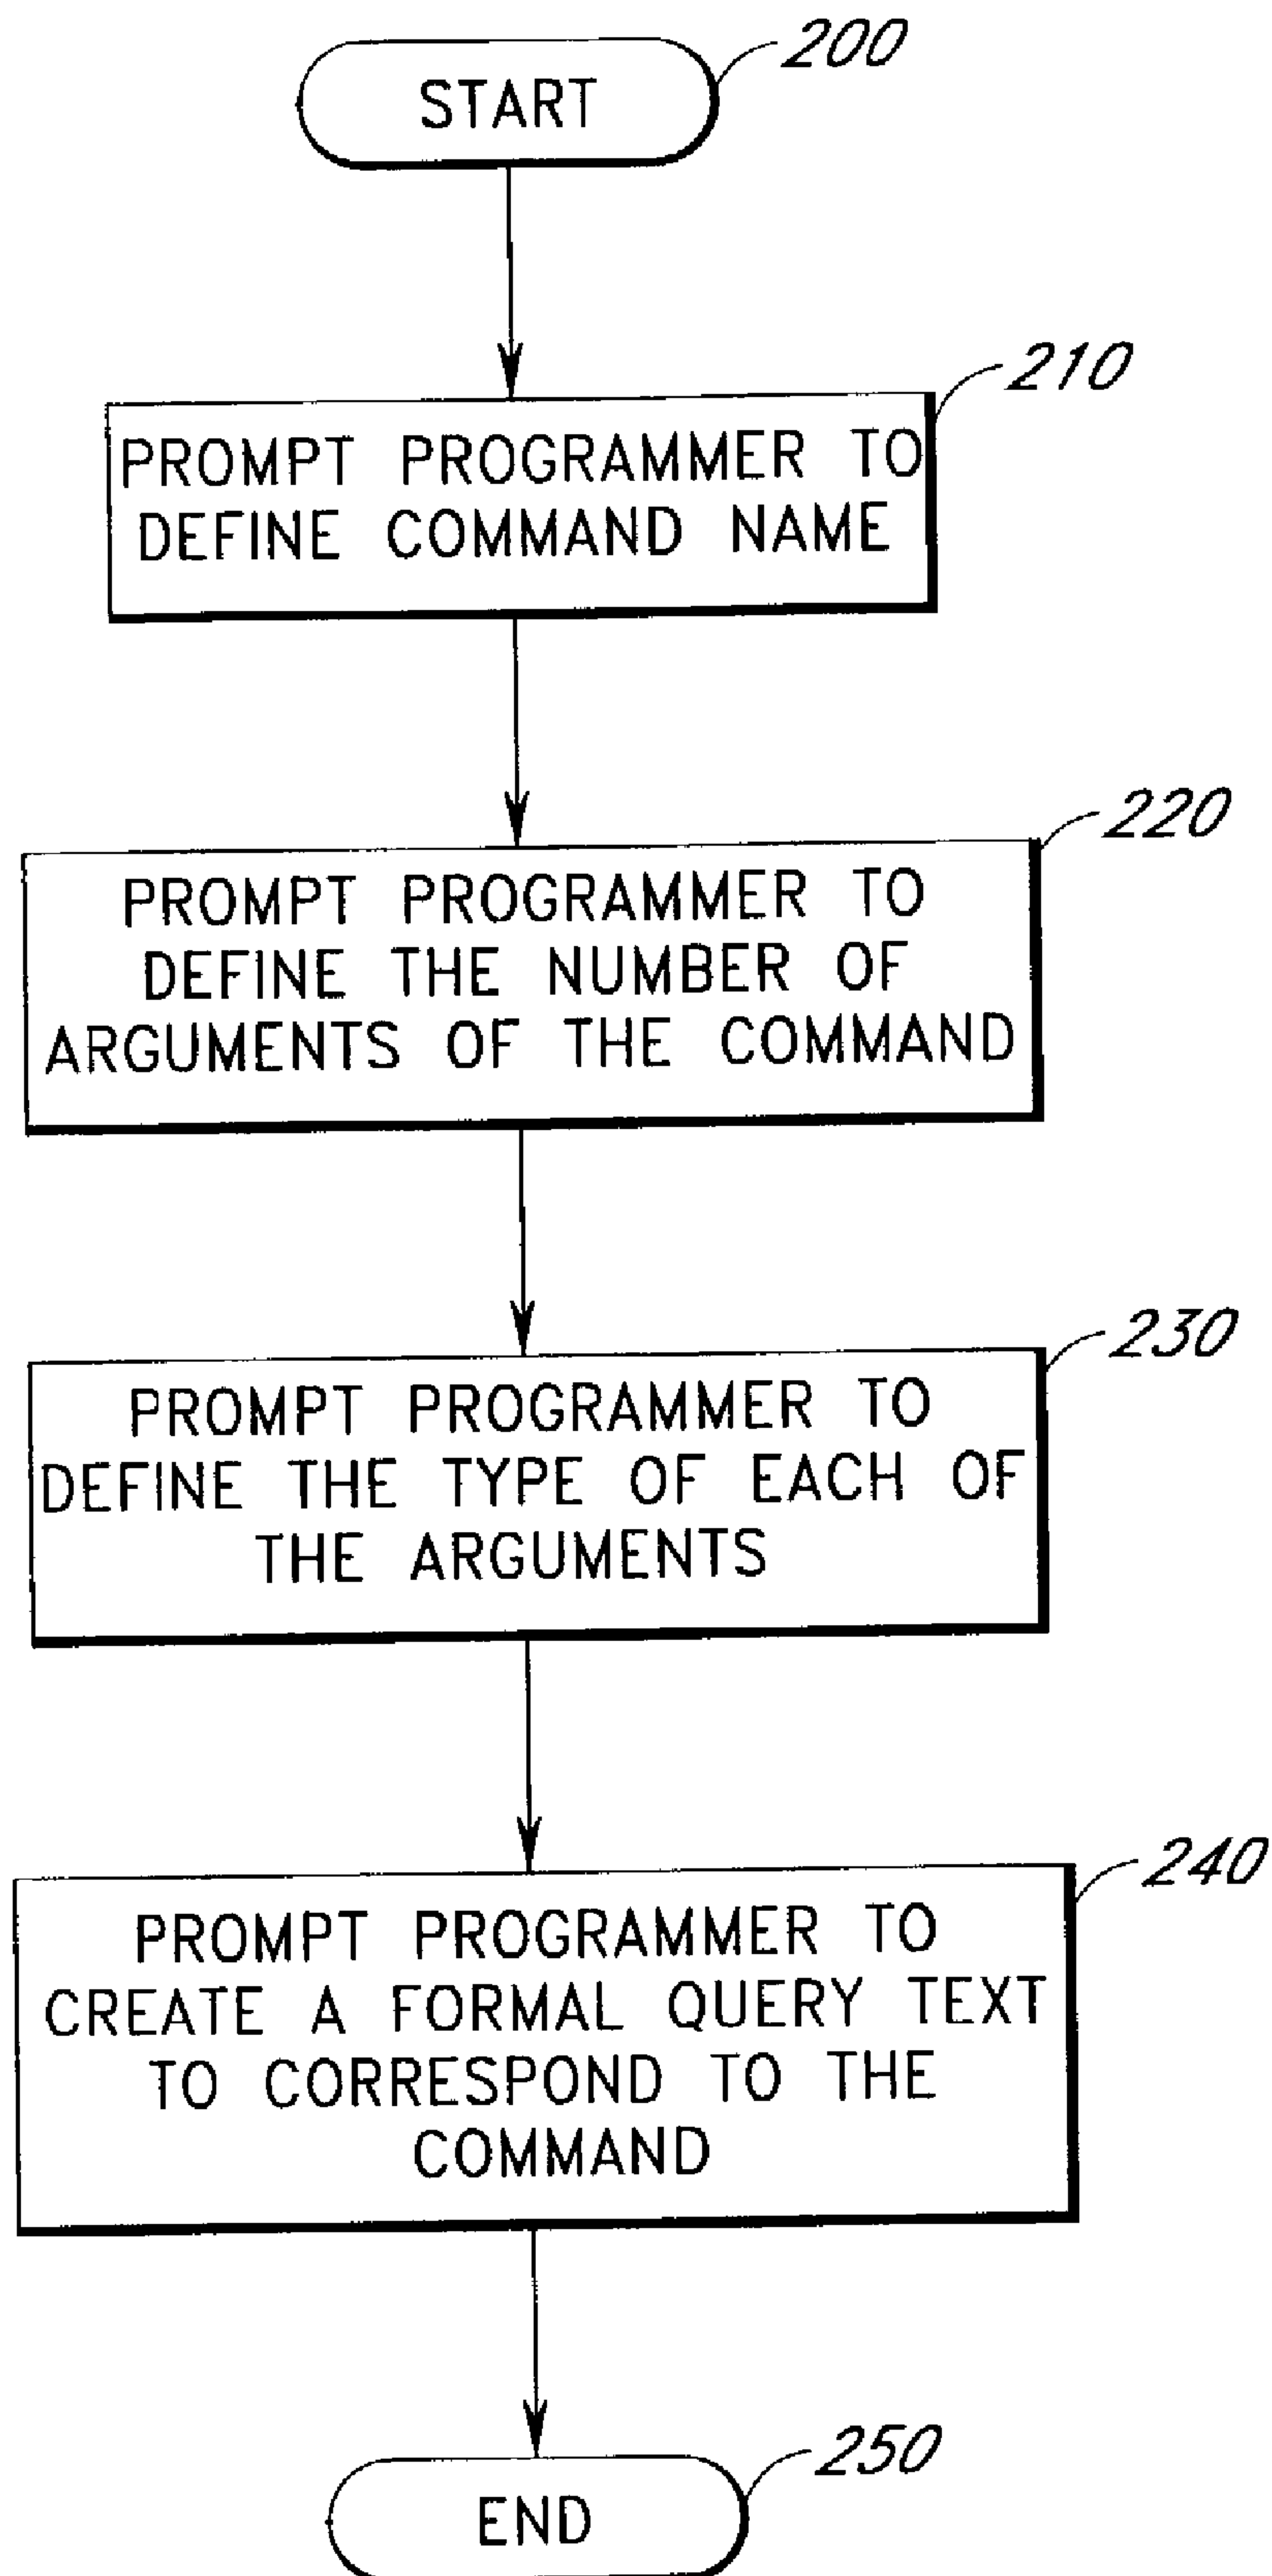 200
START
210
PROMPT PROGRAMMER TO
DEFINE COMMAND NAME
220
PROMPT PROGRAMMER TO
DEFINE THE NUMBER OF
ARGUMENTS OF THE COMMAND
230
PROMPT PROGRAMMER TO
DEFINE THE TYPE OF EACH OF
THE ARGUMENTS
240
PROMPT PROGRAMMER TO
CREATE A FORMAL QUERY TEXT
TO CORRESPOND TO THE
COMMAND
250
END